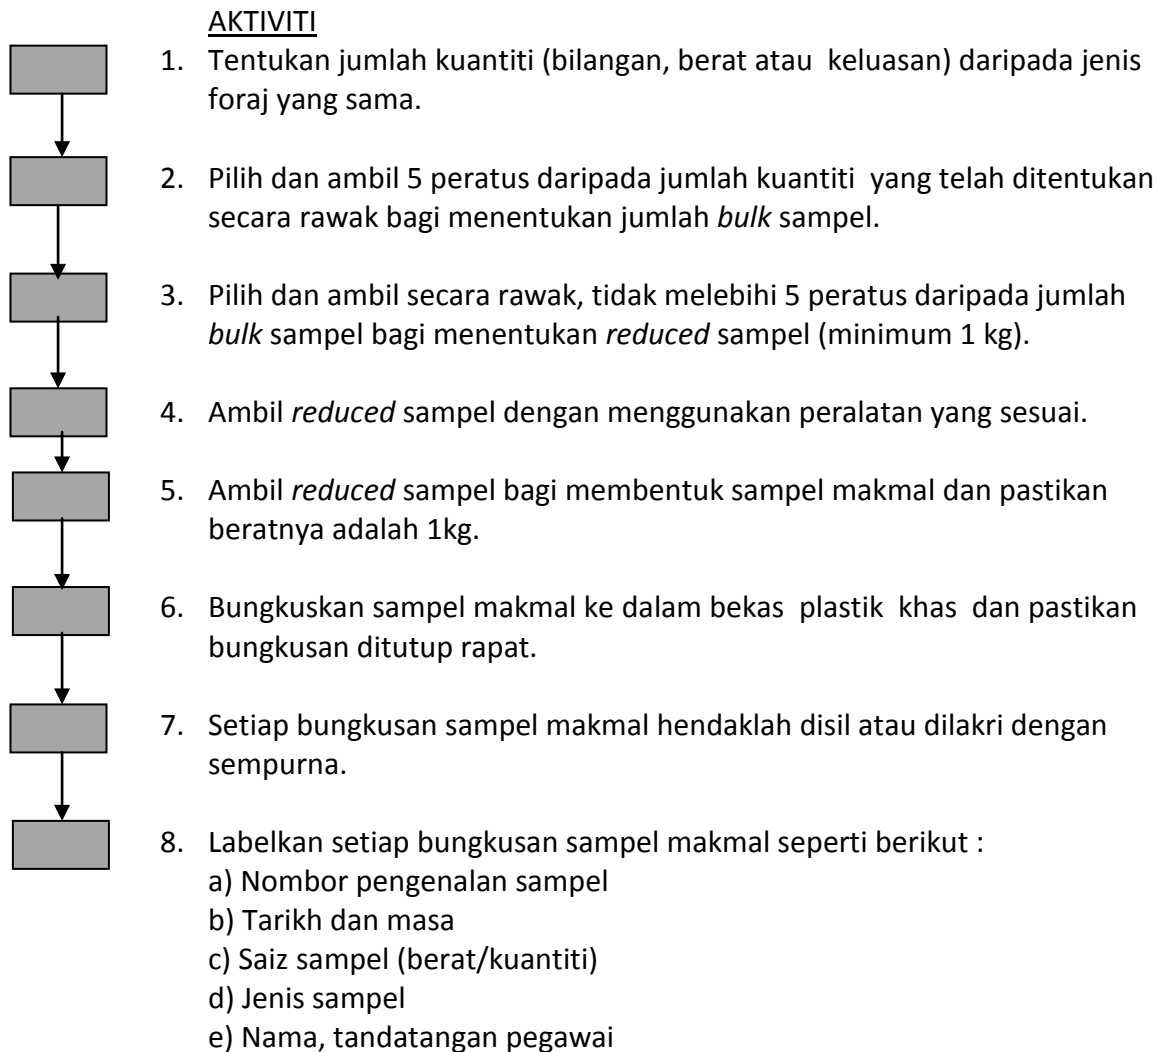 AKTIVITI
1. Tentukan jumlah kuantiti (bilangan, berat atau keluasan) daripada jenis
foraj yang sama.
2. Pilih dan ambil 5 peratus daripada jumlah kuantiti yang telah ditentukan
secara rawak bagi menentukan jumlah bulk sampel.
3. Pilih dan ambil secara rawak, tidak melebihi 5 peratus daripada jumlah
bulk sampel bagi menentukan reduced sampel (minimum 1 kg).
4. Ambil reduced sampel dengan menggunakan peralatan yang sesuai.
5. Ambil reduced sampel bagi membentuk sampel makmal dan pastikan
beratnya adalah 1kg.
6. Bungkuskan sampel makmal ke dalam bekas plastik khas dan pastikan
bungkusan ditutup rapat.
7. Setiap bungkusan sampel makmal hendaklah disil atau dilakri dengan
sempurna.
8. Labelkan setiap bungkusan sampel makmal seperti berikut :
a) Nombor pengenalan sampel
b) Tarikh dan masa
c) Saiz sampel (berat/kuantiti)
d) Jenis sampel
e) Nama, tandatangan pegawai